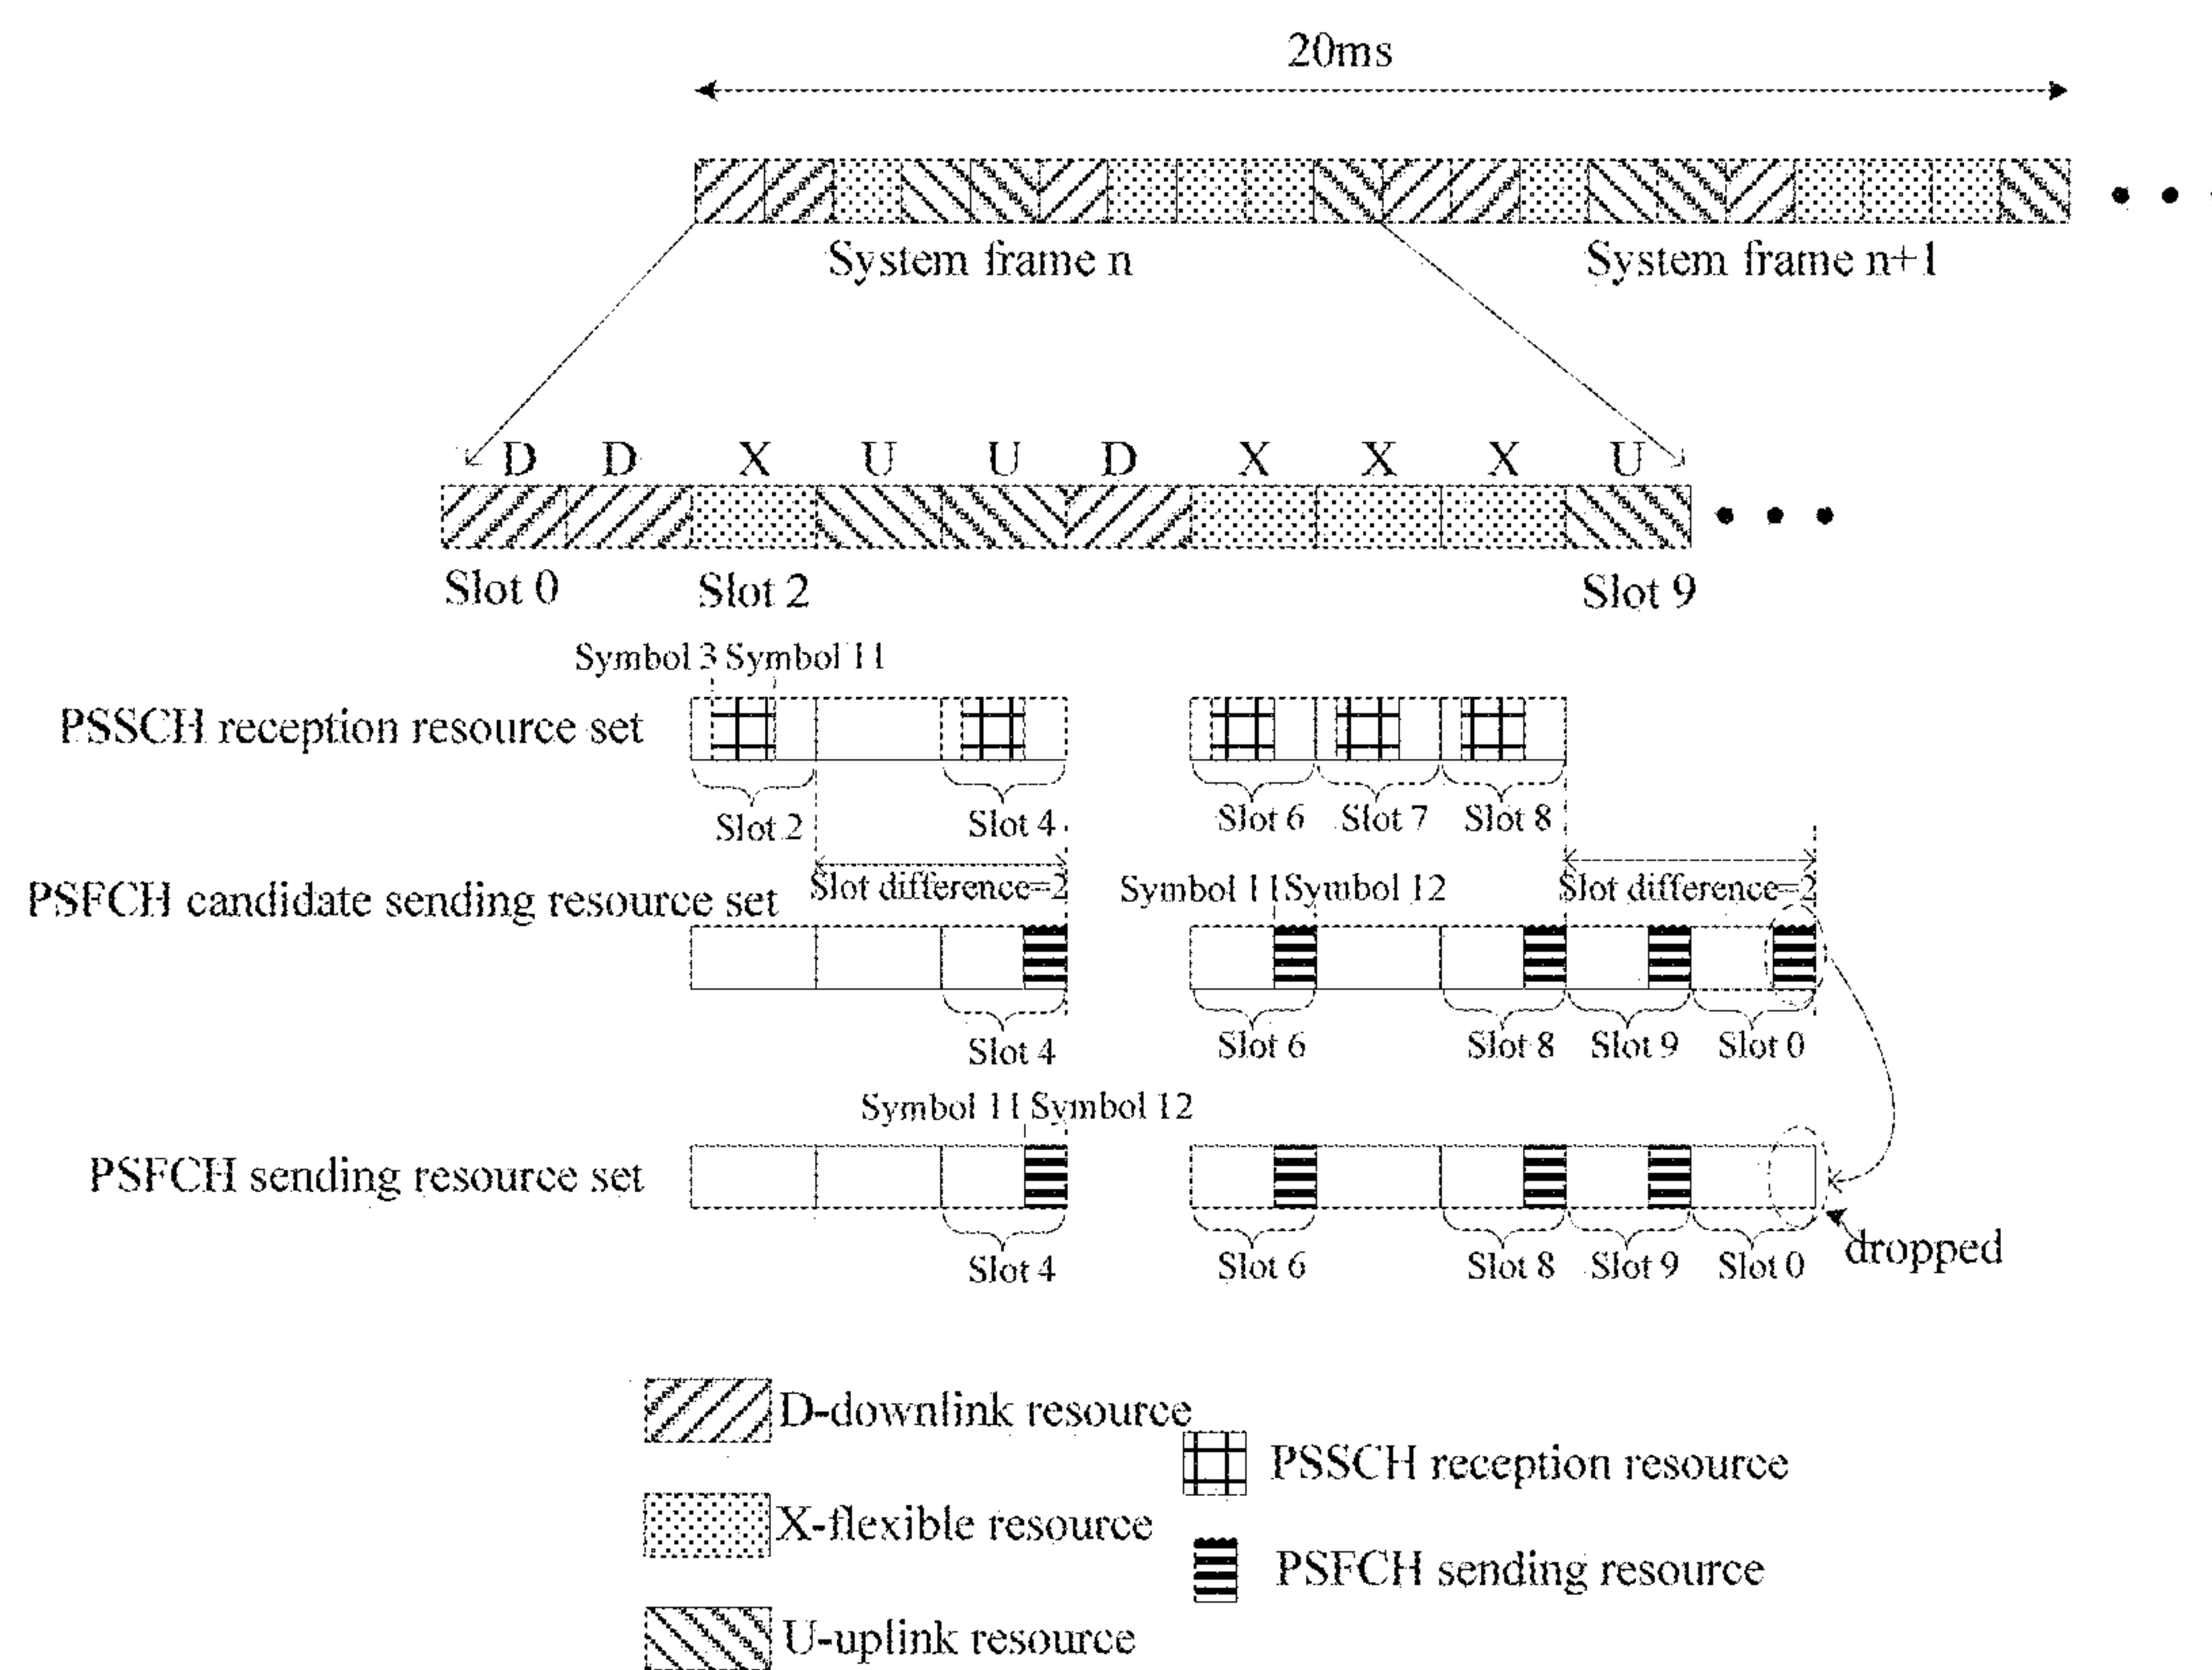 20ms
System frame n System frame n+1
D D X U U D X X X U
Slot 0 Slot 2 Slot 9
Symbol 3 Symbol 11
PSSCH reception resource set
Slot 2 Slot 4 Slot 6 Slot 7 Slot 8
Slot difference=2 Symbol 11 Symbol 12 Slot difference=2
PSFCH candidate sending resource set
Slot 4 Slot 6 Slot 8 Slot 9 Slot 0
Symbol 11 Symbol 12
PSFCH sending resource set
Slot 4 Slot 6 Slot 8 Slot 9 Slot 0
dropped
D-downlink resource
PSSCH reception resource
X-flexible resource
PSFCH sending resource
U-uplink resource